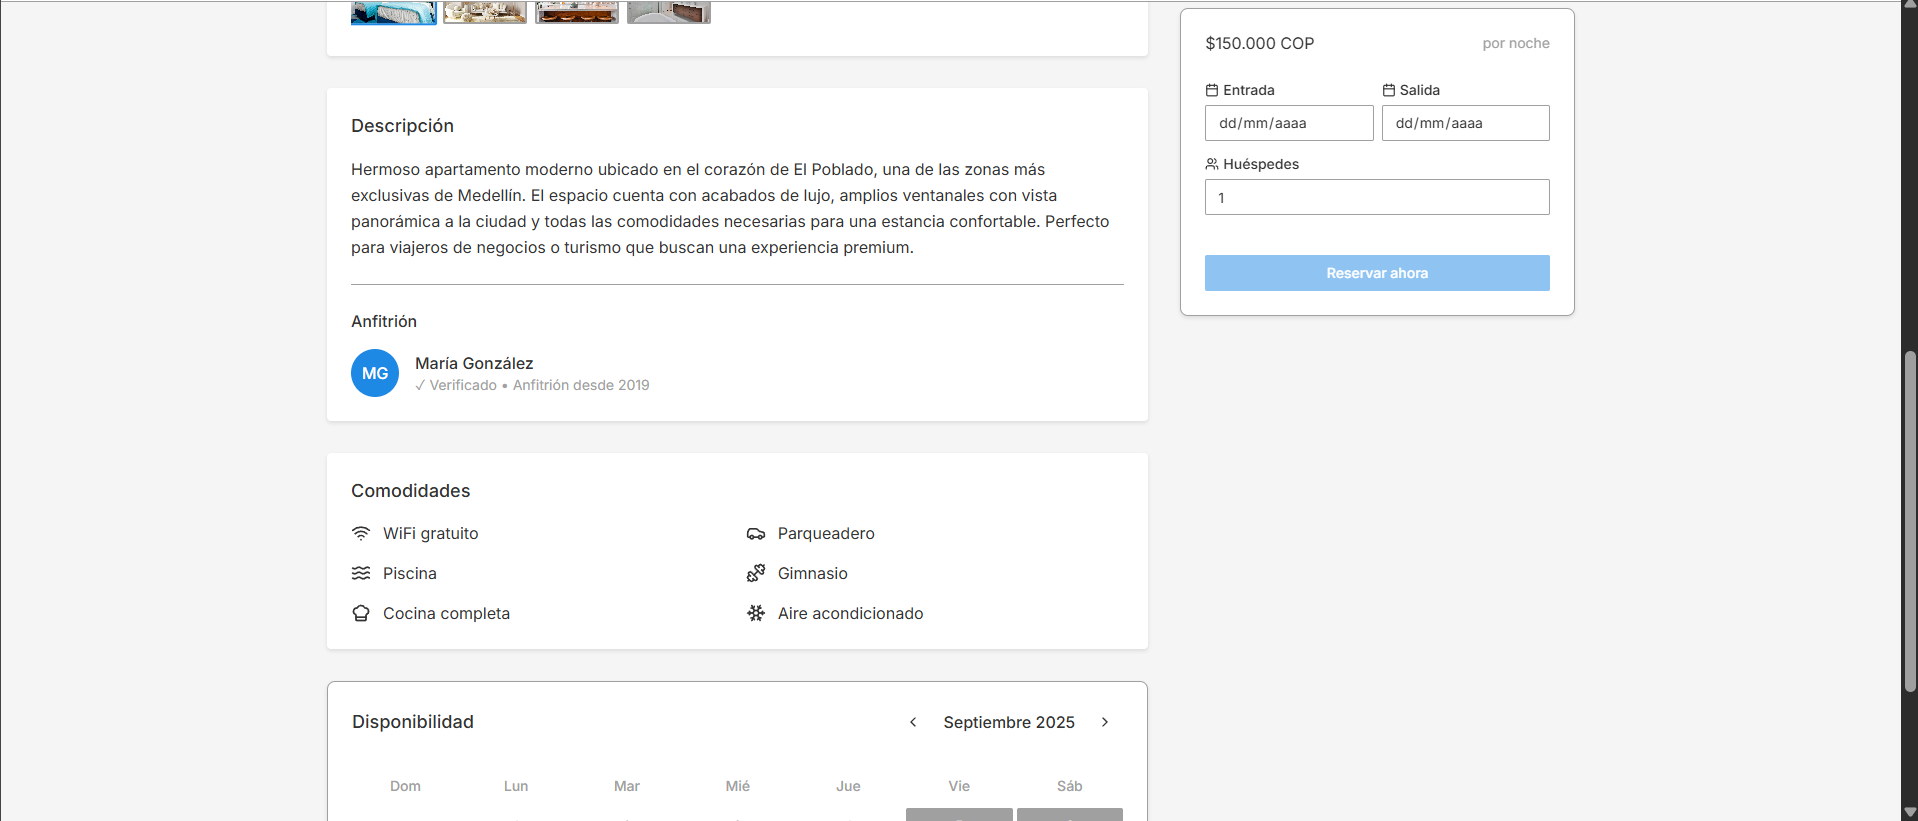 Descripción
Hermoso apartamento moderno ubicado en el corazón de El Poblado, una de las zonas más
exclusivas de Medellín. El espacio cuenta con acabados de lujo, amplios ventanales con vista
panorámica a la ciudad y todas las comodidades necesarias para una estancia confortable. Perfecto
para viajeros de negocios o turismo que buscan una experiencia premium.
Anfitrión
MG
María González
✓ Verificado • Anfitrión desde 2019
Comodidades
WiFi gratuito
Parqueadero
Piscina
Gimnasio
Cocina completa
Aire acondicionado
Disponibilidad
Septiembre 2025
Dom Lun Mar Mié Jue Vie Sáb
$150.000 COP
por noche
Entrada
Salida
dd/mm/aaaa
dd/mm/aaaa
Huéspedes
1
Reservar ahora